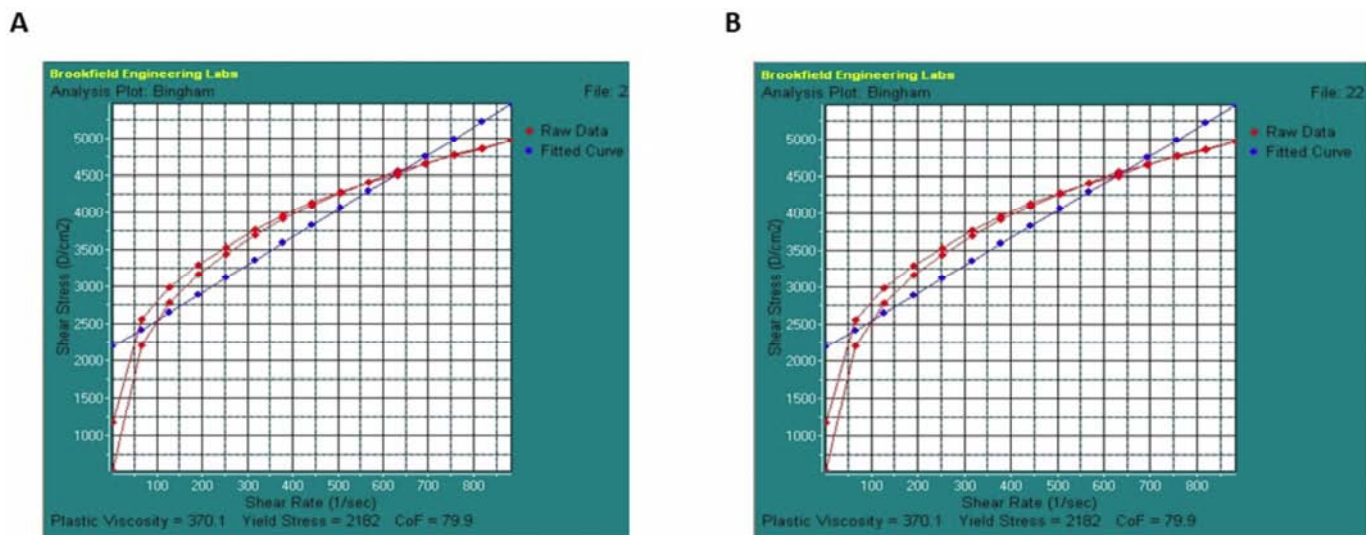 A
B
Brookfield Engineering Labs
Analysis Plot: Bingham
File: 2
Raw Data
Fitted Curve
Shear Stress (D/cm2)
5000
4500
4000
3500
3000
2500
2000
1500
1000
100 200 300 400 500 600 700 800
Shear Rate (1/sec)
Plastic Viscosity = 370.1 Yield Stress = 2182 CoF = 79.9
Brookfield Engineering Labs
Analysis Plot: Bingham
File: 22
Raw Data
Fitted Curve
Shear Stress (D/cm2)
5000
4500
4000
3500
3000
2500
2000
1500
1000
100 200 300 400 500 600 700 800
Shear Rate (1/sec)
Plastic Viscosity = 370.1 Yield Stress = 2182 CoF = 79.9